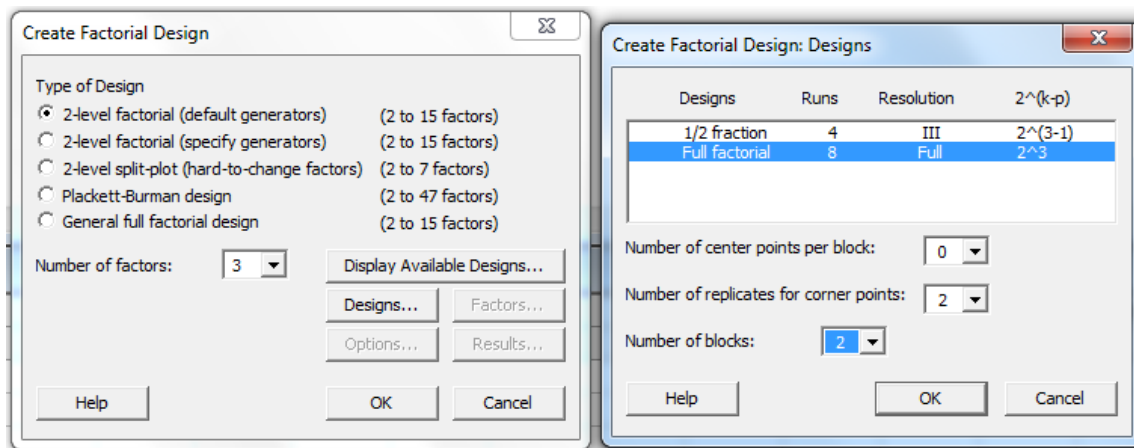 Create Factorial Design
Type of Design
2-level factorial (default generators) (2 to 15 factors)
2-level factorial (specify generators) (2 to 15 factors)
2-level split-plot (hard-to-change factors) (2 to 7 factors)
Plackett-Burman design (2 to 47 factors)
General full factorial design (2 to 15 factors)
Number of factors: 3 Display Available Designs...
Designs... Factors...
Options... Results...
Help OK Cancel
Create Factorial Design: Designs
Designs Runs Resolution 2^(k-p)
1/2 fraction 4 III 2^(3-1)
Full factorial 8 Full 2^3
Number of center points per block: 0
Number of replicates for corner points: 2
Number of blocks: 2
Help OK Cancel